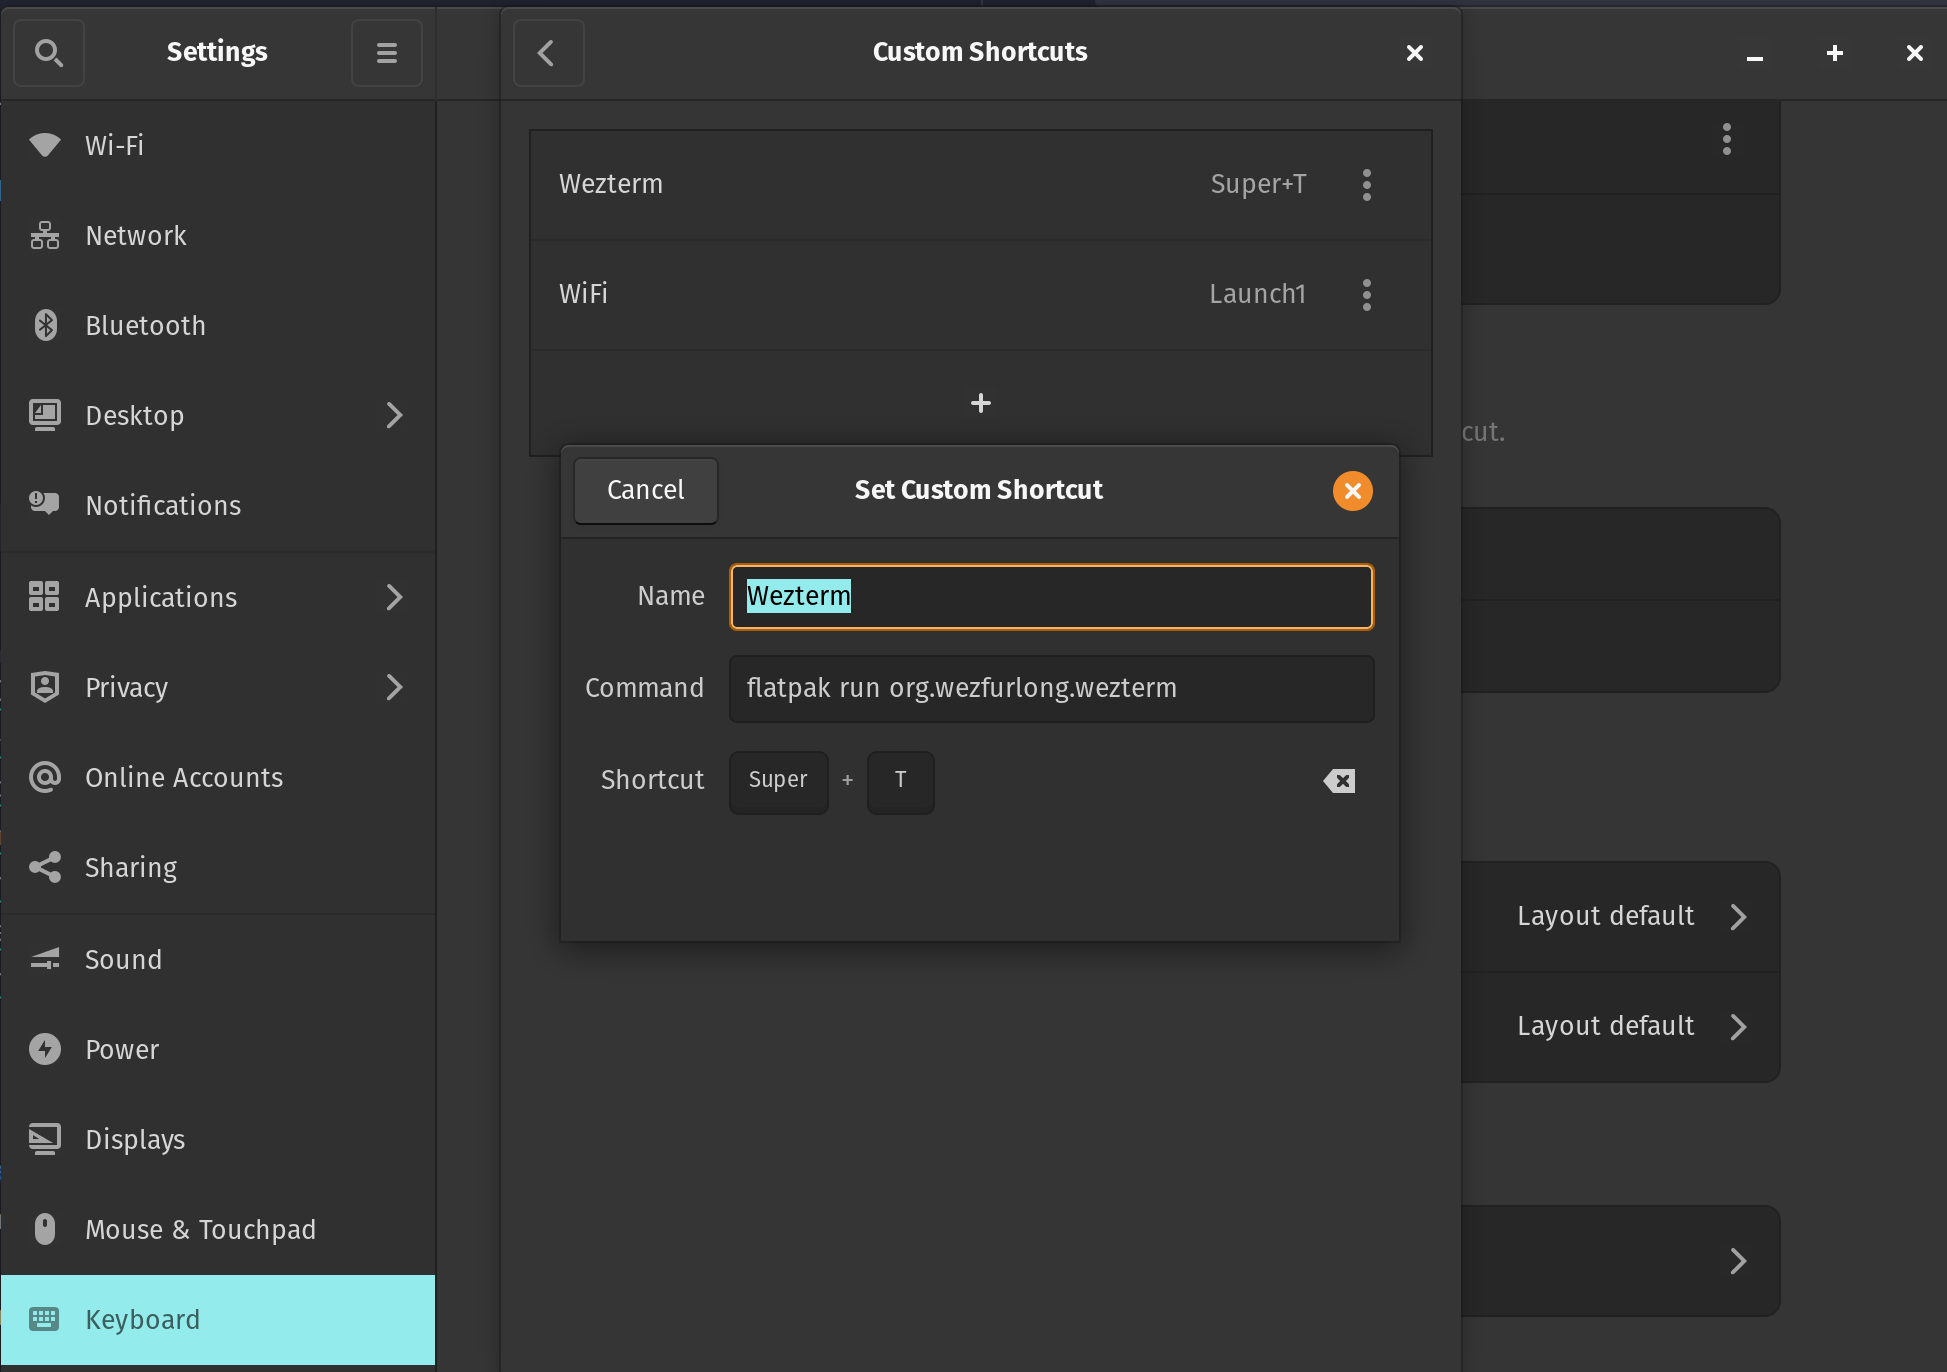 Settings
Wi-Fi
Network
Bluetooth
Desktop
Notifications
Applications
Privacy
Online Accounts
Sharing
Sound
Power
Displays
Mouse & Touchpad
Keyboard
Custom Shortcuts
Wezterm Super+T
WiFi Launch1
+
Cancel Set Custom Shortcut
Name Wezterm
Command flatpak run org.wezfurlong.wezterm
Shortcut Super + T
cut.
Layout default
Layout default